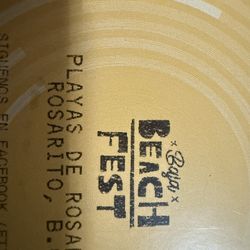 x Baja x
BEACH
FEST
PLAYAS DE ROSA
ROSARITO, B.
SIGUENOS EN FACEBOOK